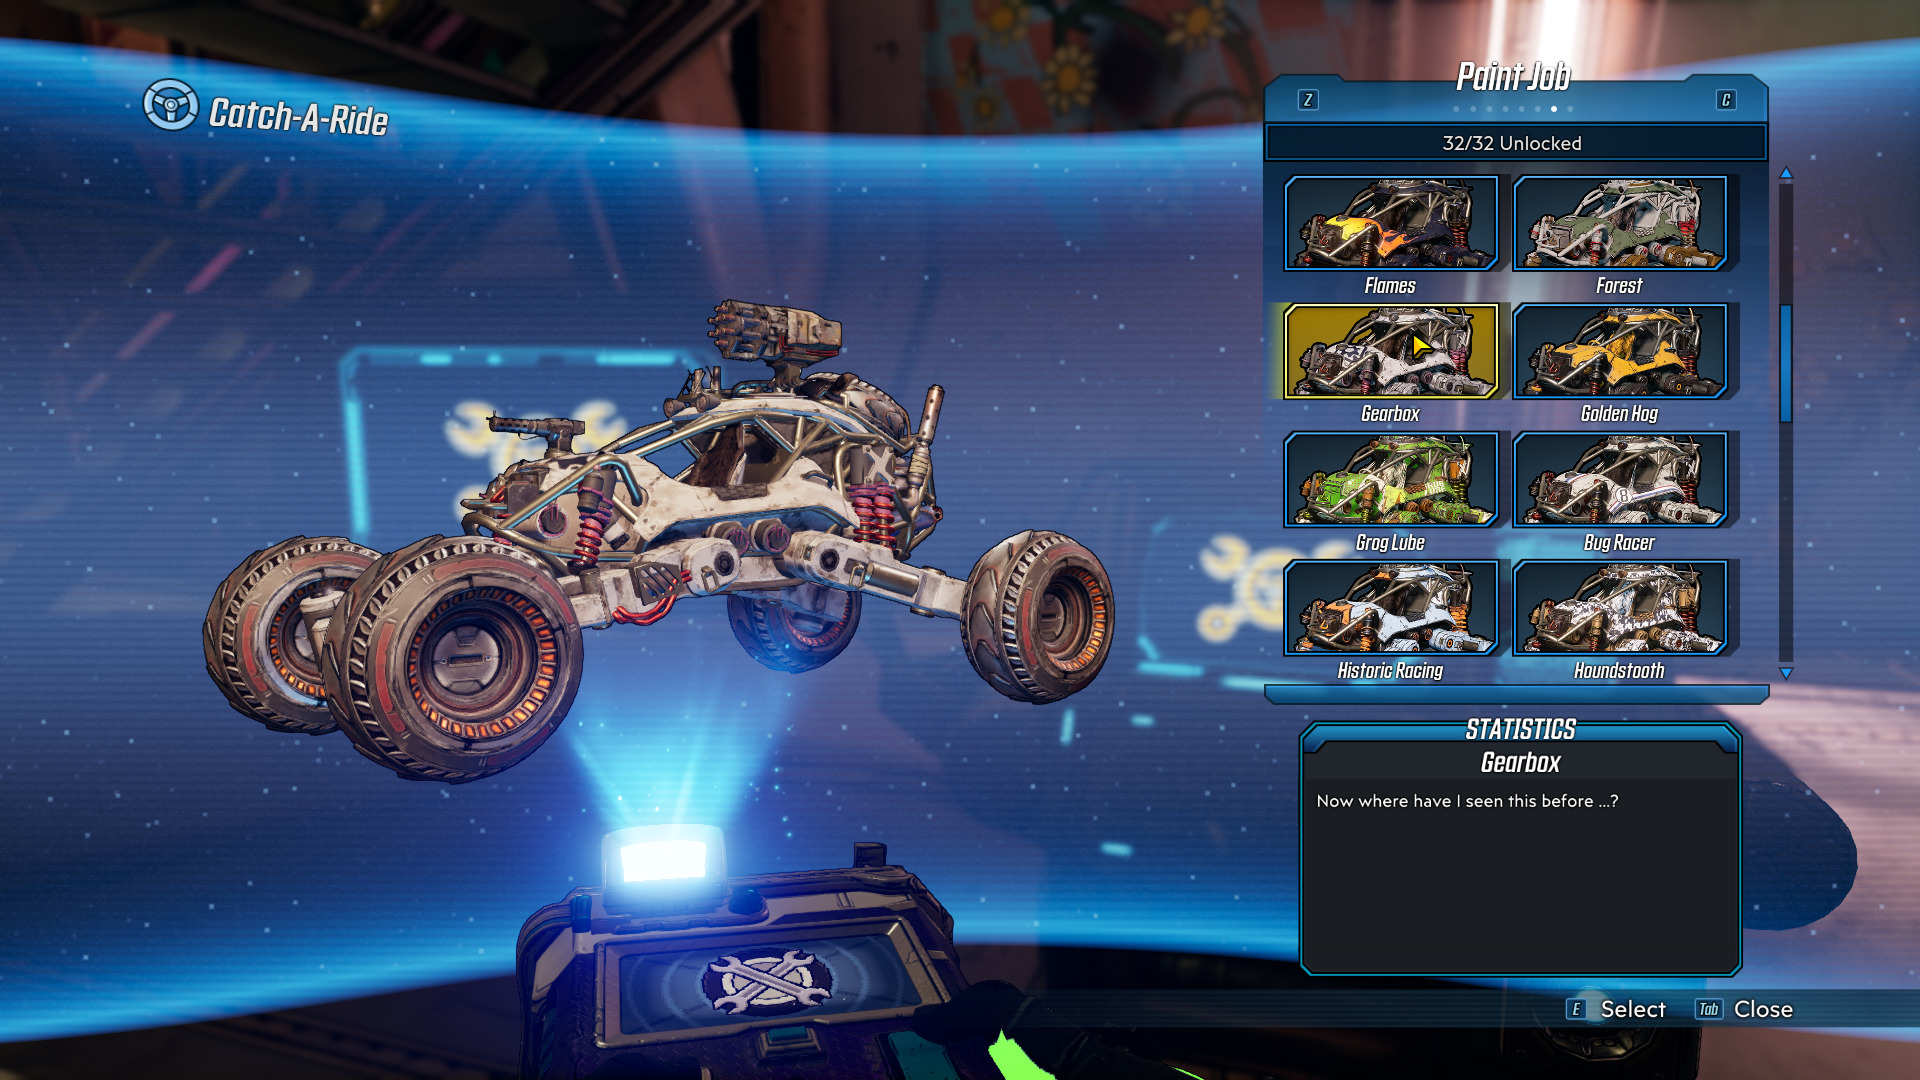 Catch-A-Ride
Paint Job
Z
C
32/32 Unlocked
Flames
Forest
Gearbox
Golden Hog
Grog Lube
Bug Racer
Historic Racing
Houndstooth
STATISTICS
Gearbox
Now where have I seen this before ...?
E Select Tab Close